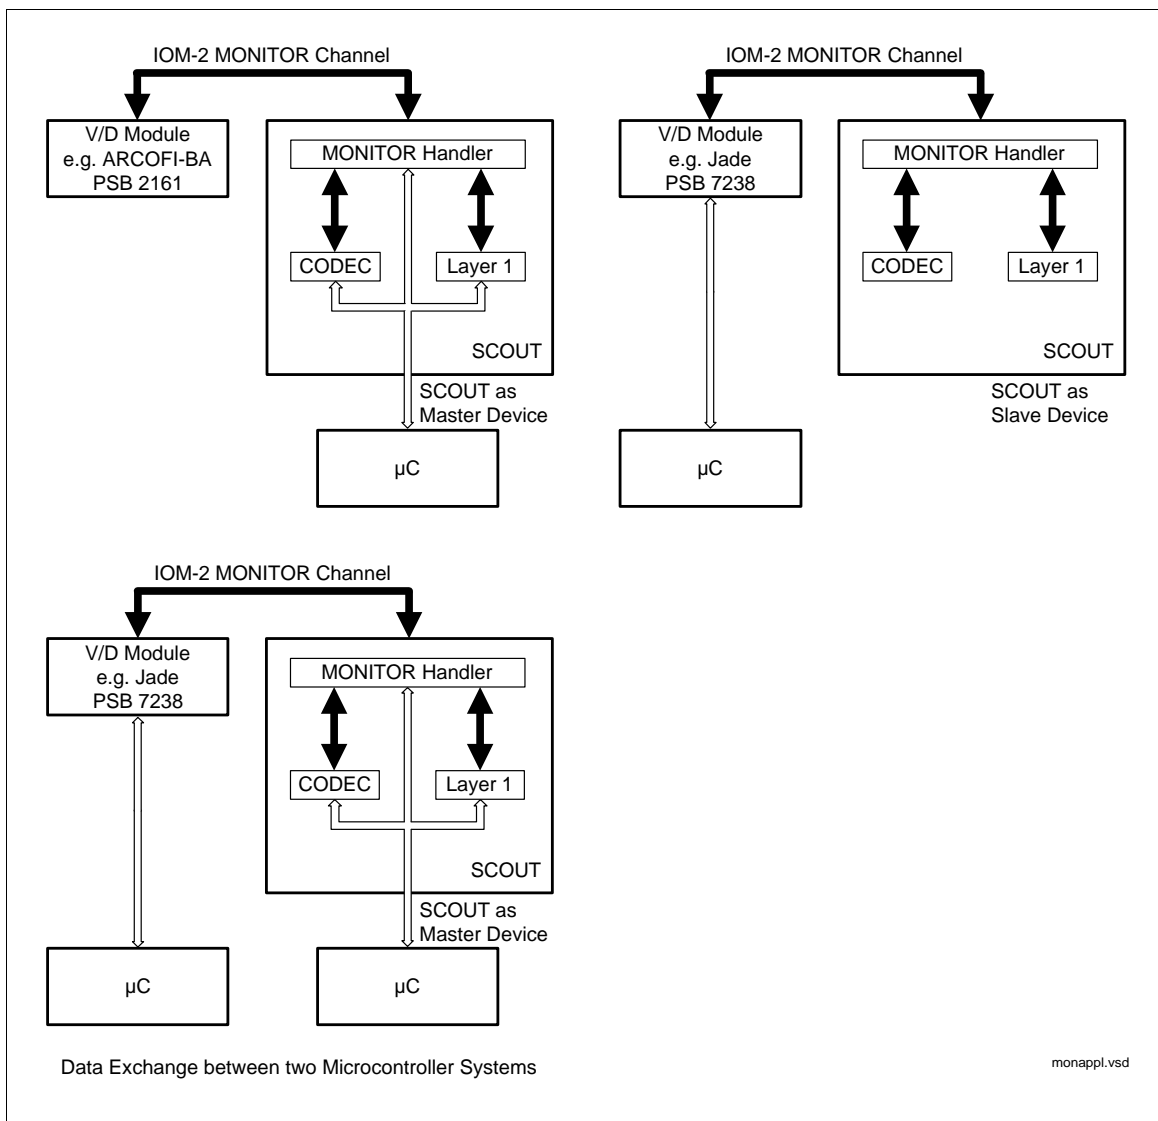 IOM-2 MONITOR Channel
V/D Module
e.g. ARCOFI-BA
PSB 2161
MONITOR Handler
CODEC
Layer 1
SCOUT
SCOUT as
Master Device
µC
IOM-2 MONITOR Channel
V/D Module
e.g. Jade
PSB 7238
MONITOR Handler
CODEC
Layer 1
SCOUT
SCOUT as
Slave Device
µC
IOM-2 MONITOR Channel
V/D Module
e.g. Jade
PSB 7238
MONITOR Handler
CODEC
Layer 1
SCOUT
SCOUT as
Master Device
µC
µC
Data Exchange between two Microcontroller Systems
monappl.vsd